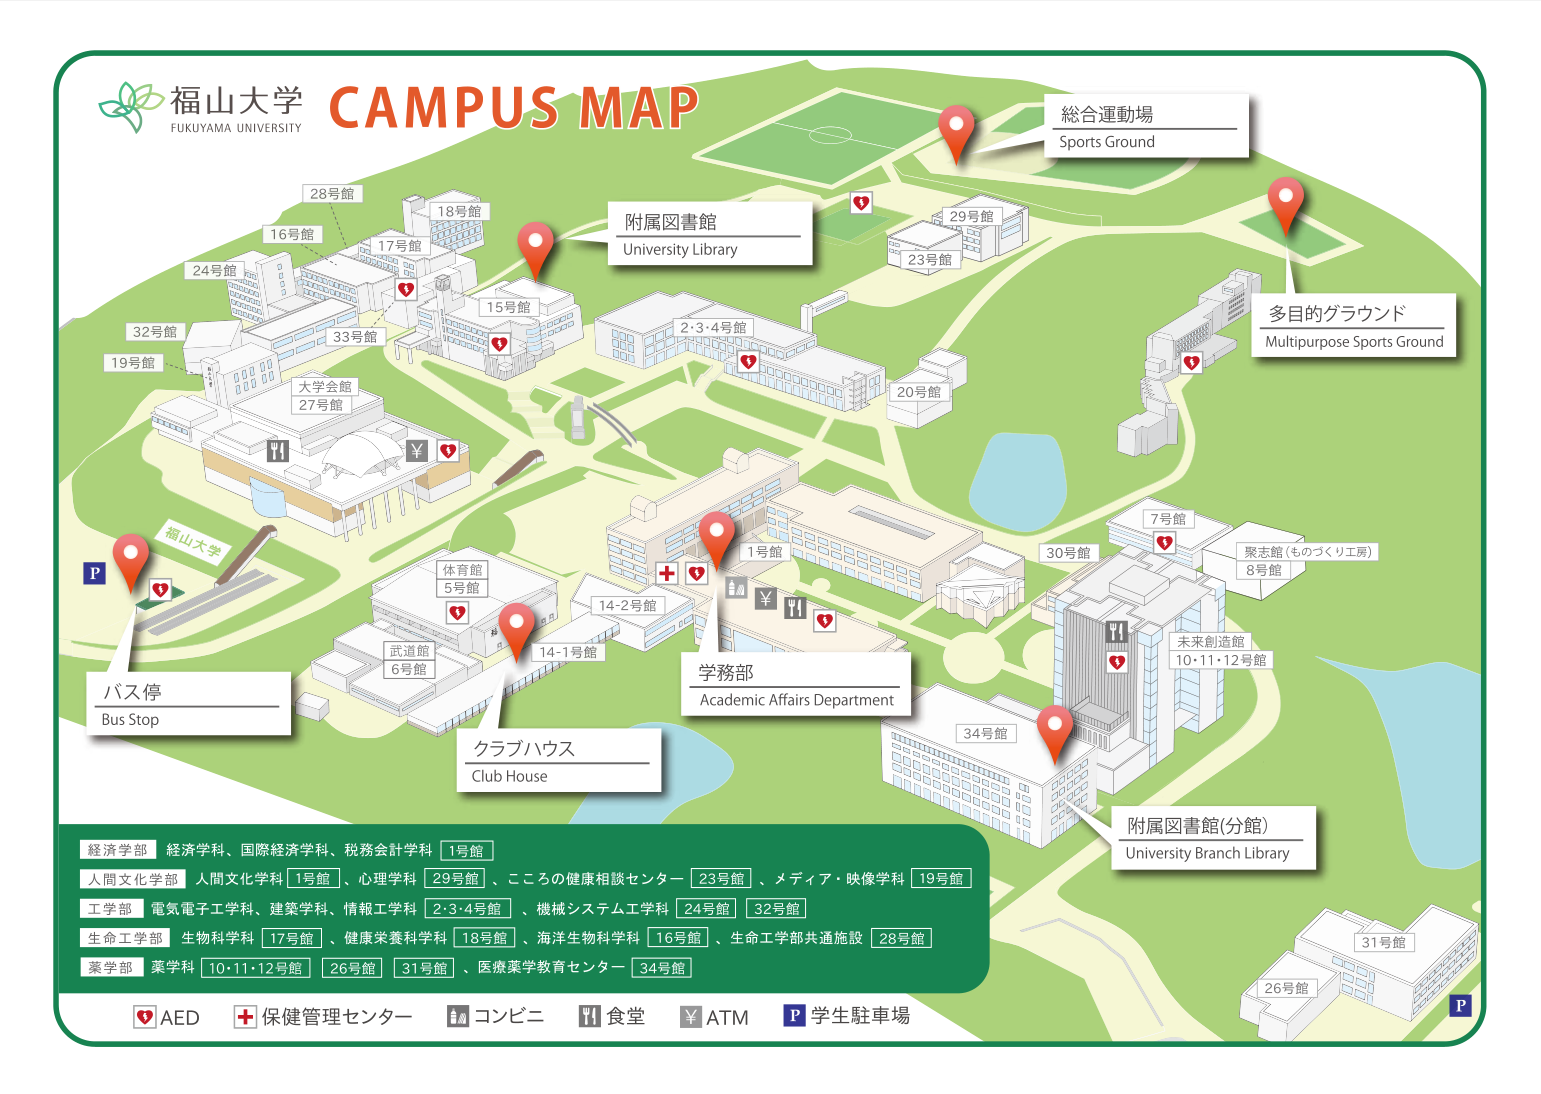 福山大学
FUKUYAMA UNIVERSITY
CAMPUS MAP
総合運動場
Sports Ground
28号館
18号館
16号館
17号館
附属図書館
University Library
29号館
23号館
24号館
15号館
多目的グラウンド
Multipurpose Sports Ground
32号館
33号館
2・3・4号館
19号館
大学会館
27号館
20号館
¥
福山大学
7号館
1号館
30号館
聚志館(ものづくり工房)
8号館
P
体育館
5号館
14-2号館
¥
武道館
6号館
14-1号館
未来創造館
10・11・12号館
バス停
Bus Stop
学務部
Academic Affairs Department
クラブハウス
Club House
34号館
附属図書館(分館)
University Branch Library
経済学部 経済学科、国際経済学科、税務会計学科 1号館
人間文化学部 人間文化学科 1号館 、心理学科 29号館 、こころの健康相談センター 23号館 、メディア・映像学科 19号館
工学部 電気電子工学科、建築学科、情報工学科 2・3・4号館 、機械システム工学科 24号館 32号館
生命工学部 生物科学科 17号館 、健康栄養科学科 18号館 、海洋生物科学科 16号館 、生命工学部共通施設 28号館
薬学部 薬学科 10・11・12号館 26号館 31号館 、医療薬学教育センター 34号館
31号館
26号館
P
AED 保健管理センター コンビニ 食堂 ¥ ATM P 学生駐車場